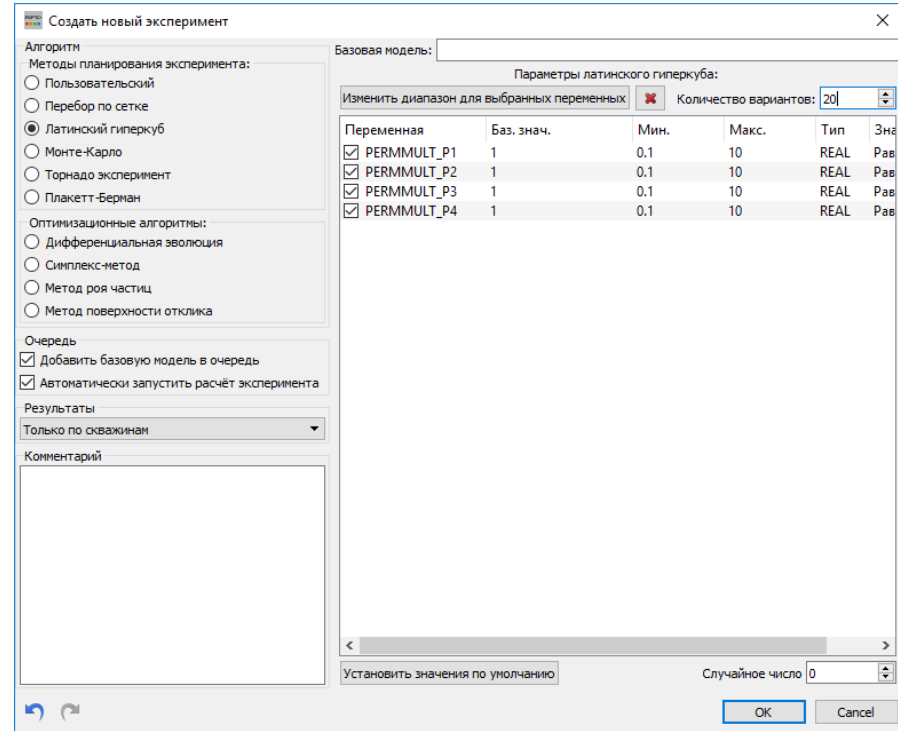 Создать новый эксперимент
Алгоритм
Методы планирования эксперимента:
Пользовательский
Перебор по сетке
Латинский гиперкуб
Монте-Карло
Торнадо эксперимент
Плакетт-Берман
Оптимизационные алгоритмы:
Дифференциальная эволюция
Симплекс-метод
Метод роя частиц
Метод поверхности отклика
Очередь
Добавить базовую модель в очередь
Автоматически запустить расчёт эксперимента
Результаты
Только по скважинам
Комментарий
Базовая модель:
Параметры латинского гиперкуба:
Изменить диапазон для выбранных переменных Количество вариантов: 20
Переменная Баз. знач. Мин. Макс. Тип Зна
PERMMULT_P1 1 0.1 10 REAL Рав
PERMMULT_P2 1 0.1 10 REAL Рав
PERMMULT_P3 1 0.1 10 REAL Рав
PERMMULT_P4 1 0.1 10 REAL Рав
Установить значения по умолчанию Случайное число 0
OK Cancel